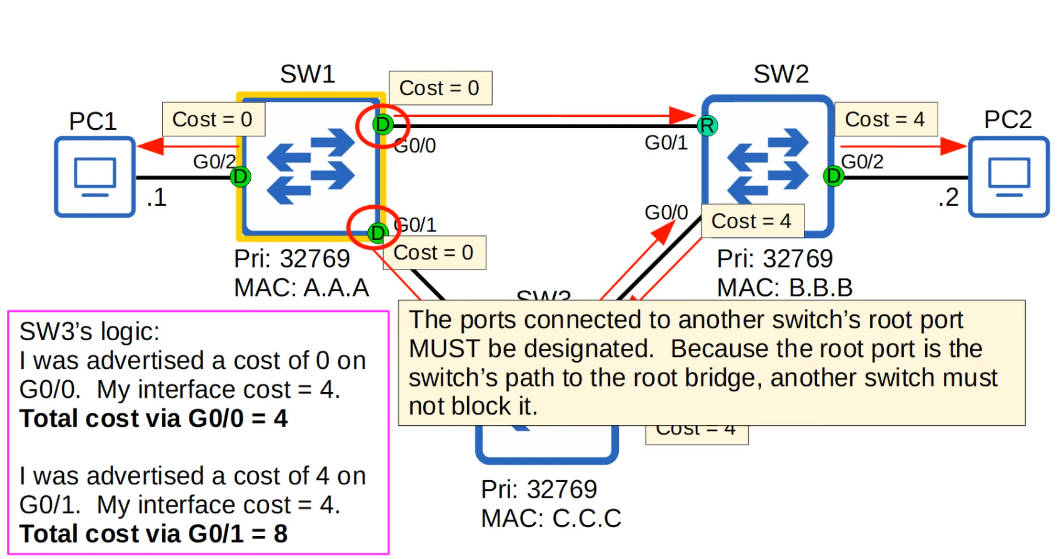 SW1
SW2
Cost = 0
Cost = 0
Cost = 4
PC1
PC2
D
G0/0
G0/1
R
G0/2
D
D
G0/2
.1
.2
G0/0
G0/1
D
Cost = 4
Cost = 0
Pri: 32769
MAC: A.A.A
Pri: 32769
MAC: B.B.B
SW3
The ports connected to another switch's root port
MUST be designated. Because the root port is the
switch's path to the root bridge, another switch must
not block it.
SW3's logic:
I was advertised a cost of 0 on
G0/0. My interface cost = 4.
Total cost via G0/0 = 4
I was advertised a cost of 4 on
G0/1. My interface cost = 4.
Total cost via G0/1 = 8
Cost = 4
Pri: 32769
MAC: C.C.C